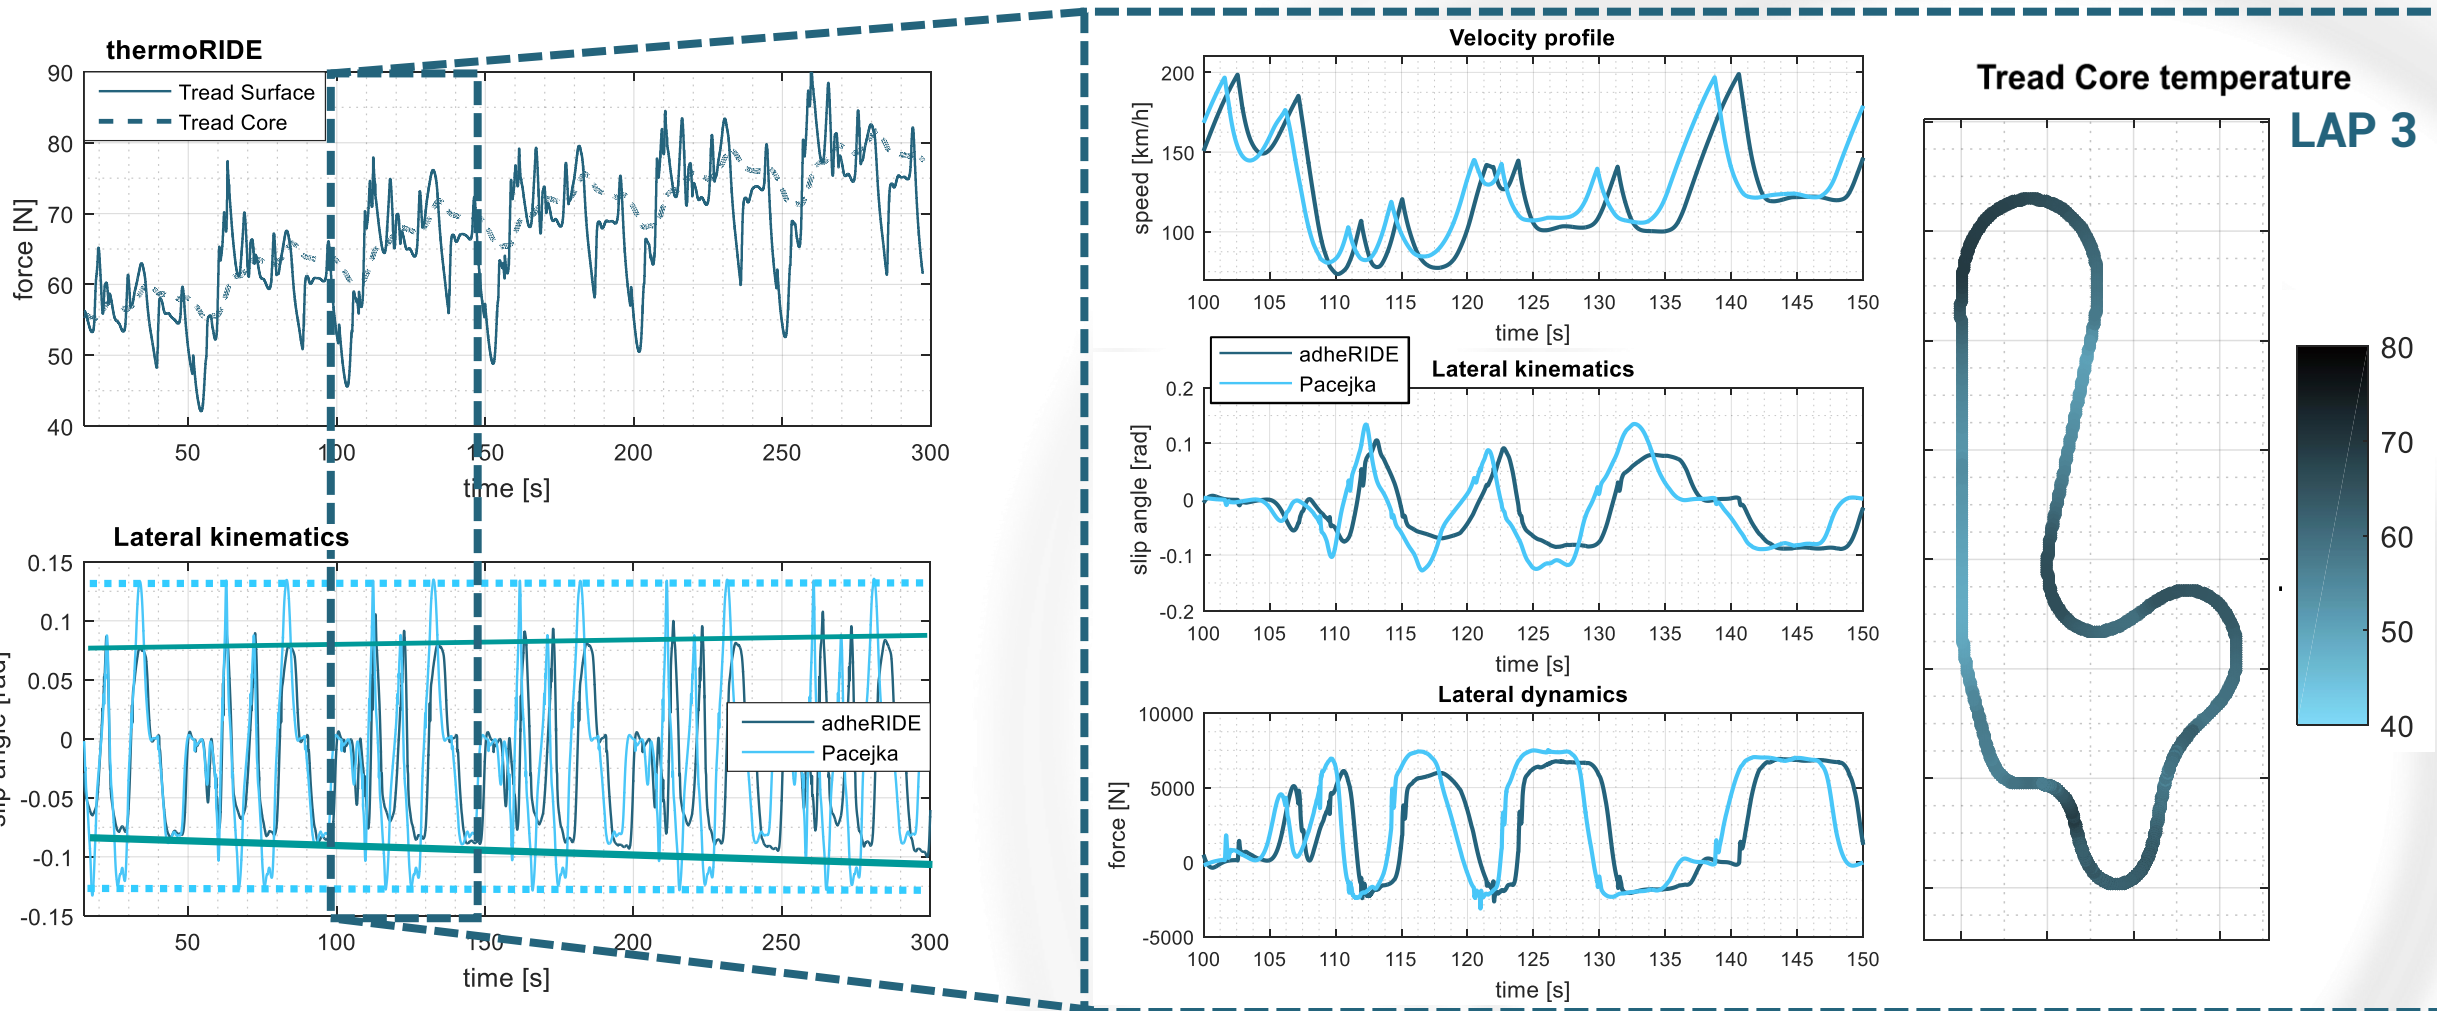 thermoRIDE
90
80
70
60
50
40
force [N]
Tread Surface
Tread Core
50 100 150 200 250 300
time [s]
Lateral kinematics
0.15
0.1
0.05
0
-0.05
-0.1
-0.15
slip angle [rad]
adheRIDE
Pacejka
50 100 150 200 250 300
time [s]
Velocity profile
200
150
100
speed [km/h]
100 105 110 115 120 125 130 135 140 145 150
time [s]
adheRIDE
Pacejka
Lateral kinematics
0.2
0.1
0
-0.1
-0.2
slip angle [rad]
100 105 110 115 120 125 130 135 140 145 150
time [s]
Lateral dynamics
10000
5000
0
-5000
force [N]
100 105 110 115 120 125 130 135 140 145 150
time [s]
Tread Core temperature
LAP 3
80
70
60
50
40